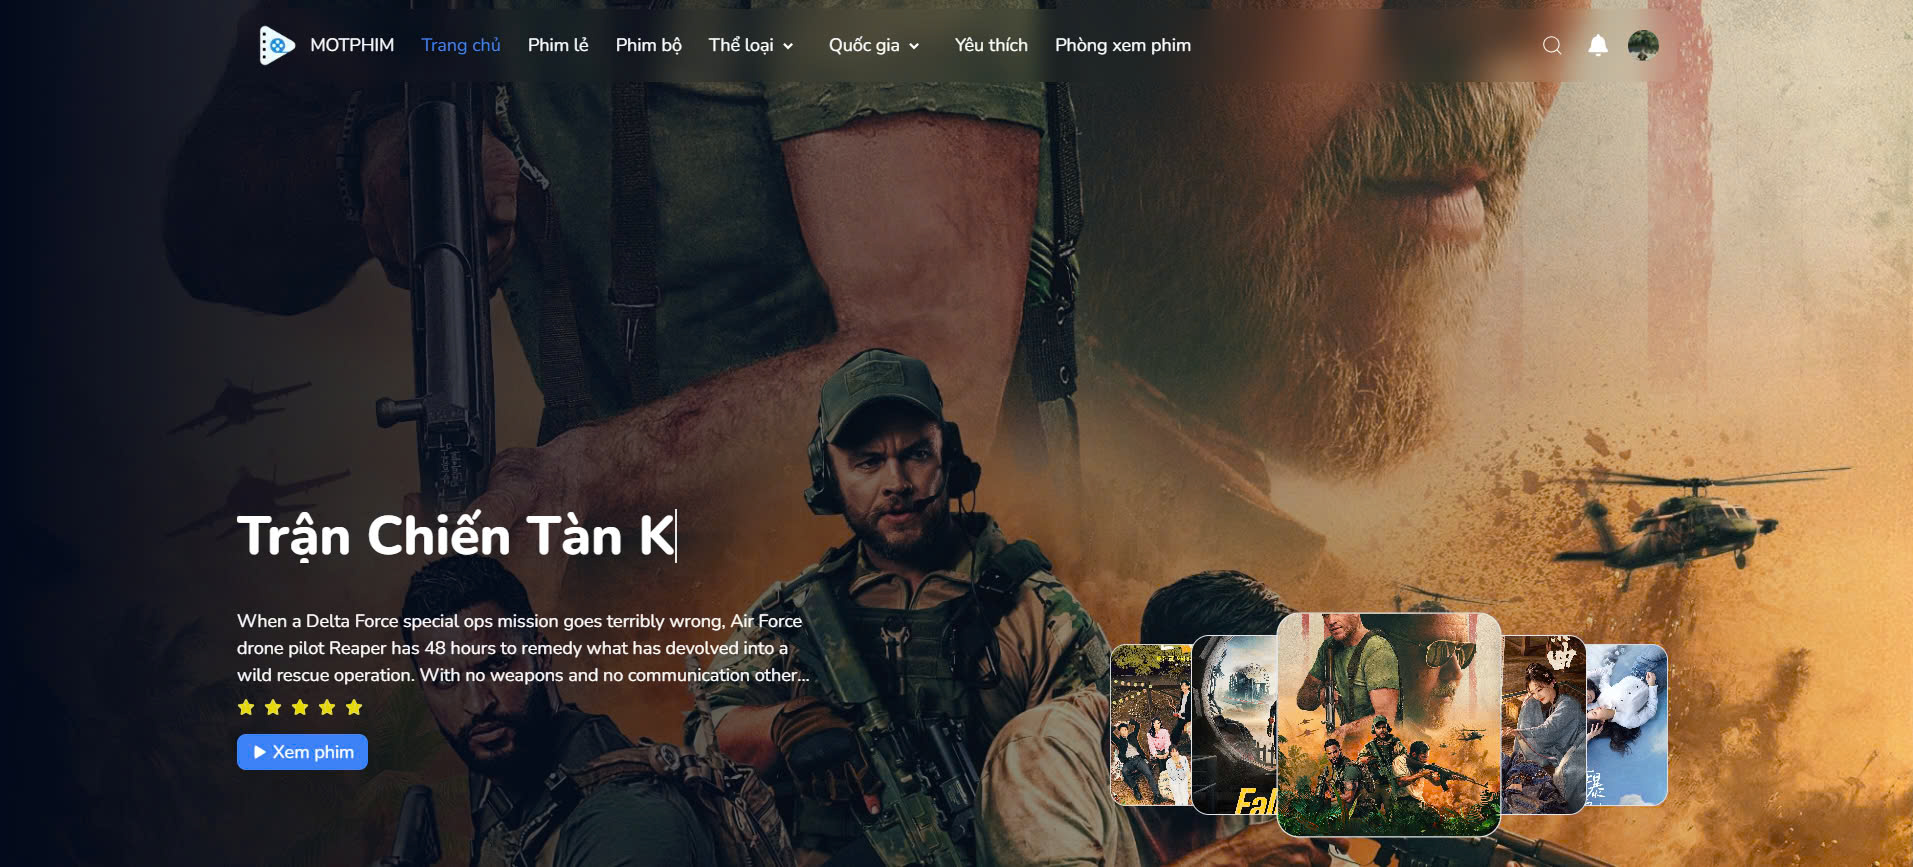 MOTPHIM Trang chủ Phim lẻ Phim bộ Thể loại Quốc gia Yêu thích Phòng xem phim
Trận Chiến Tàn K
When a Delta Force special ops mission goes terribly wrong, Air Force
drone pilot Reaper has 48 hours to remedy what has devolved into a
wild rescue operation. With no weapons and no communication other...
Xem phim
Fal